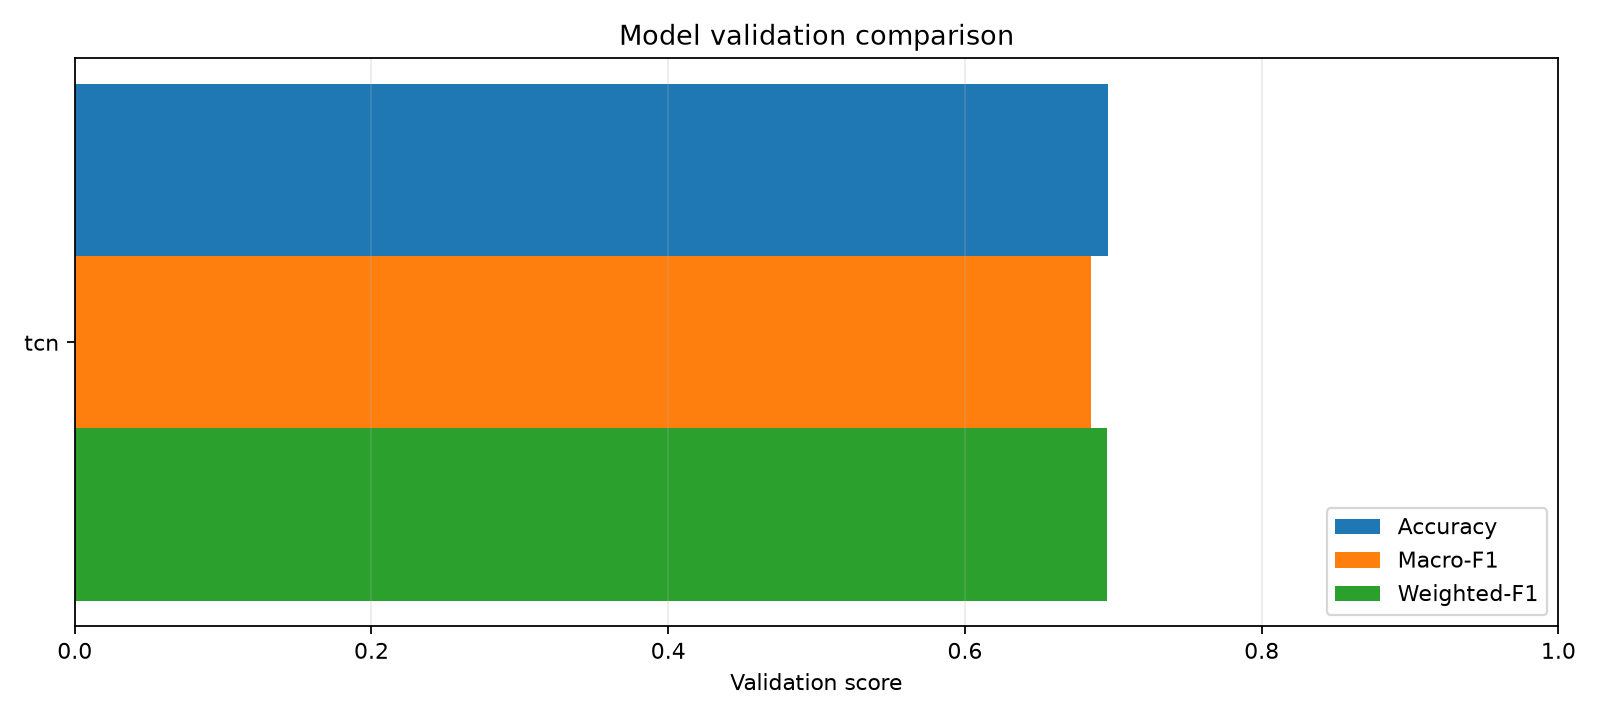 Model validation comparison
tcn
Accuracy
Macro-F1
Weighted-F1
0.0 0.2 0.4 0.6 0.8 1.0
Validation score